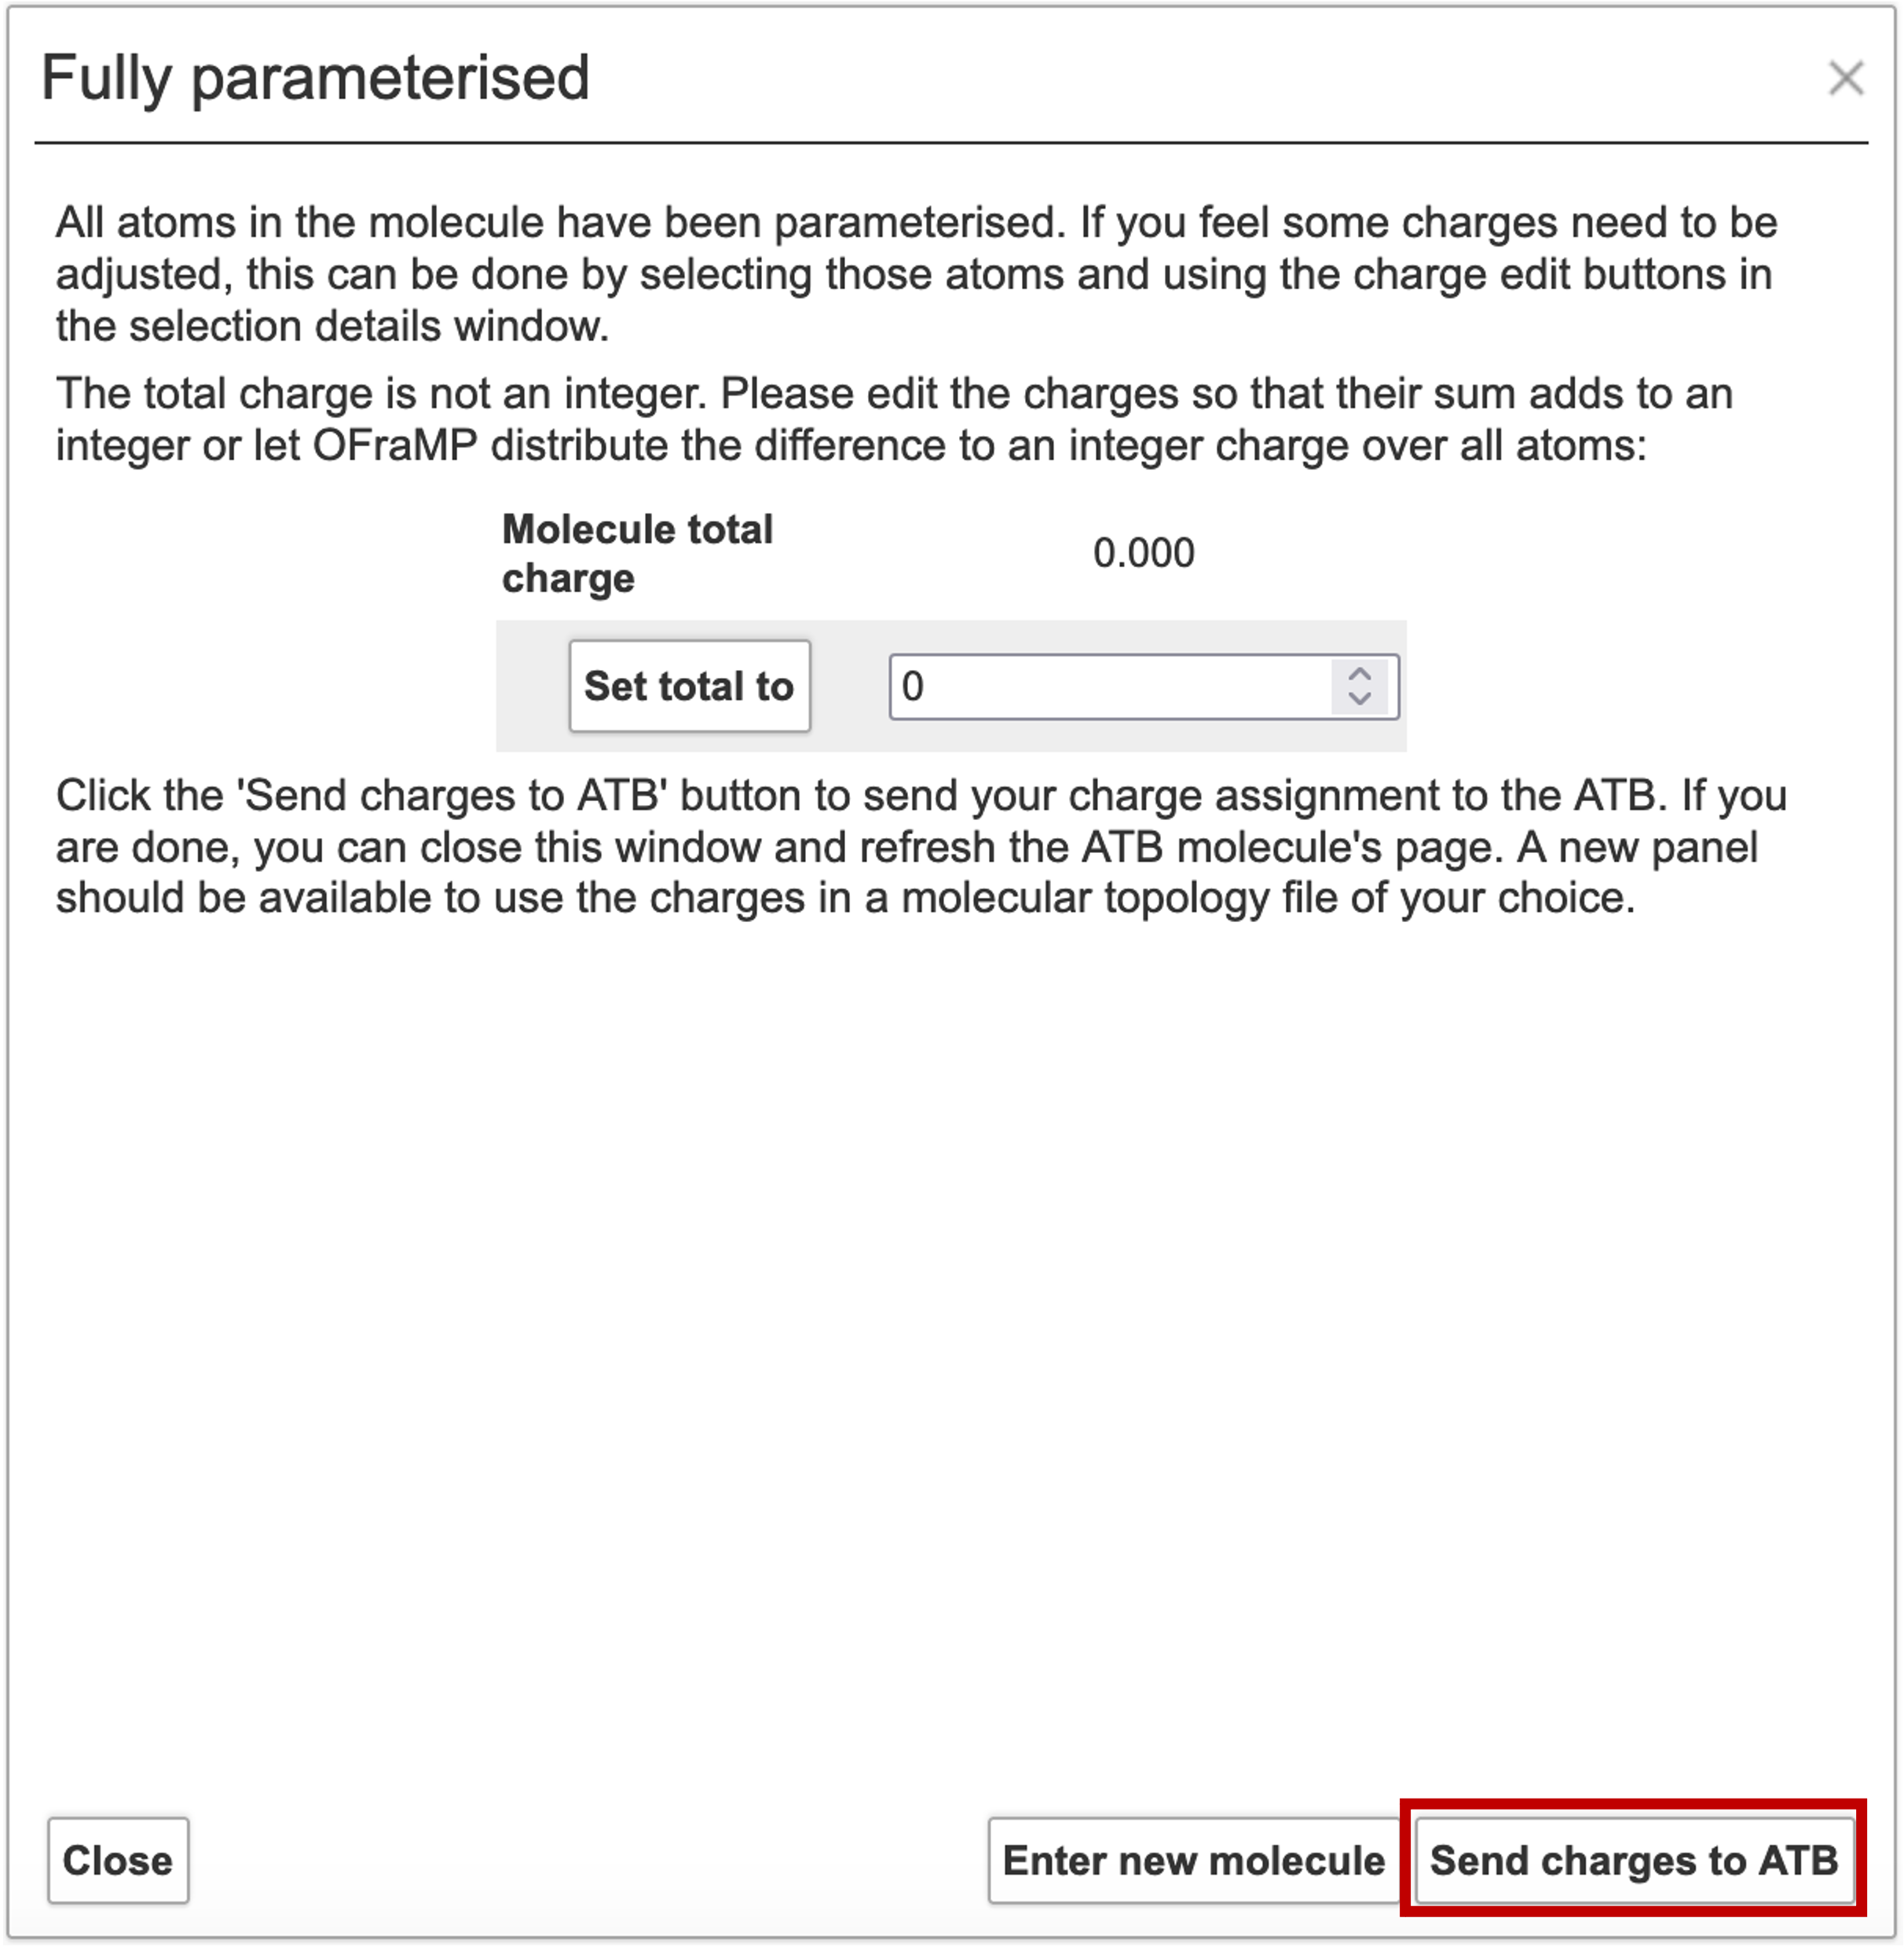 Fully parameterised
All atoms in the molecule have been parameterised. If you feel some charges need to be
adjusted, this can be done by selecting those atoms and using the charge edit buttons in
the selection details window.
The total charge is not an integer. Please edit the charges so that their sum adds to an
integer or let OFraMP distribute the difference to an integer charge over all atoms:
Molecule total
charge
0.000
Set total to
0
Click the 'Send charges to ATB' button to send your charge assignment to the ATB. If you
are done, you can close this window and refresh the ATB molecule's page. A new panel
should be available to use the charges in a molecular topology file of your choice.
Close
Enter new molecule
Send charges to ATB